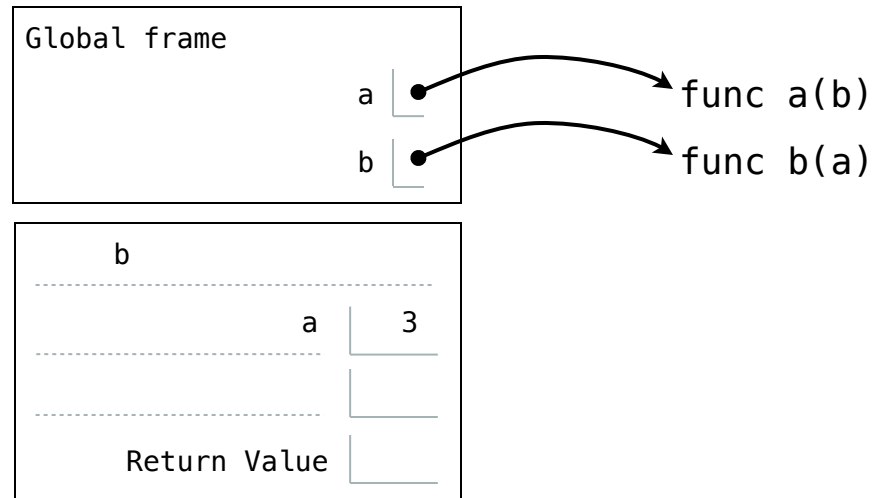 Global frame
a
func a(b)
b
func b(a)
b
a 3
Return Value